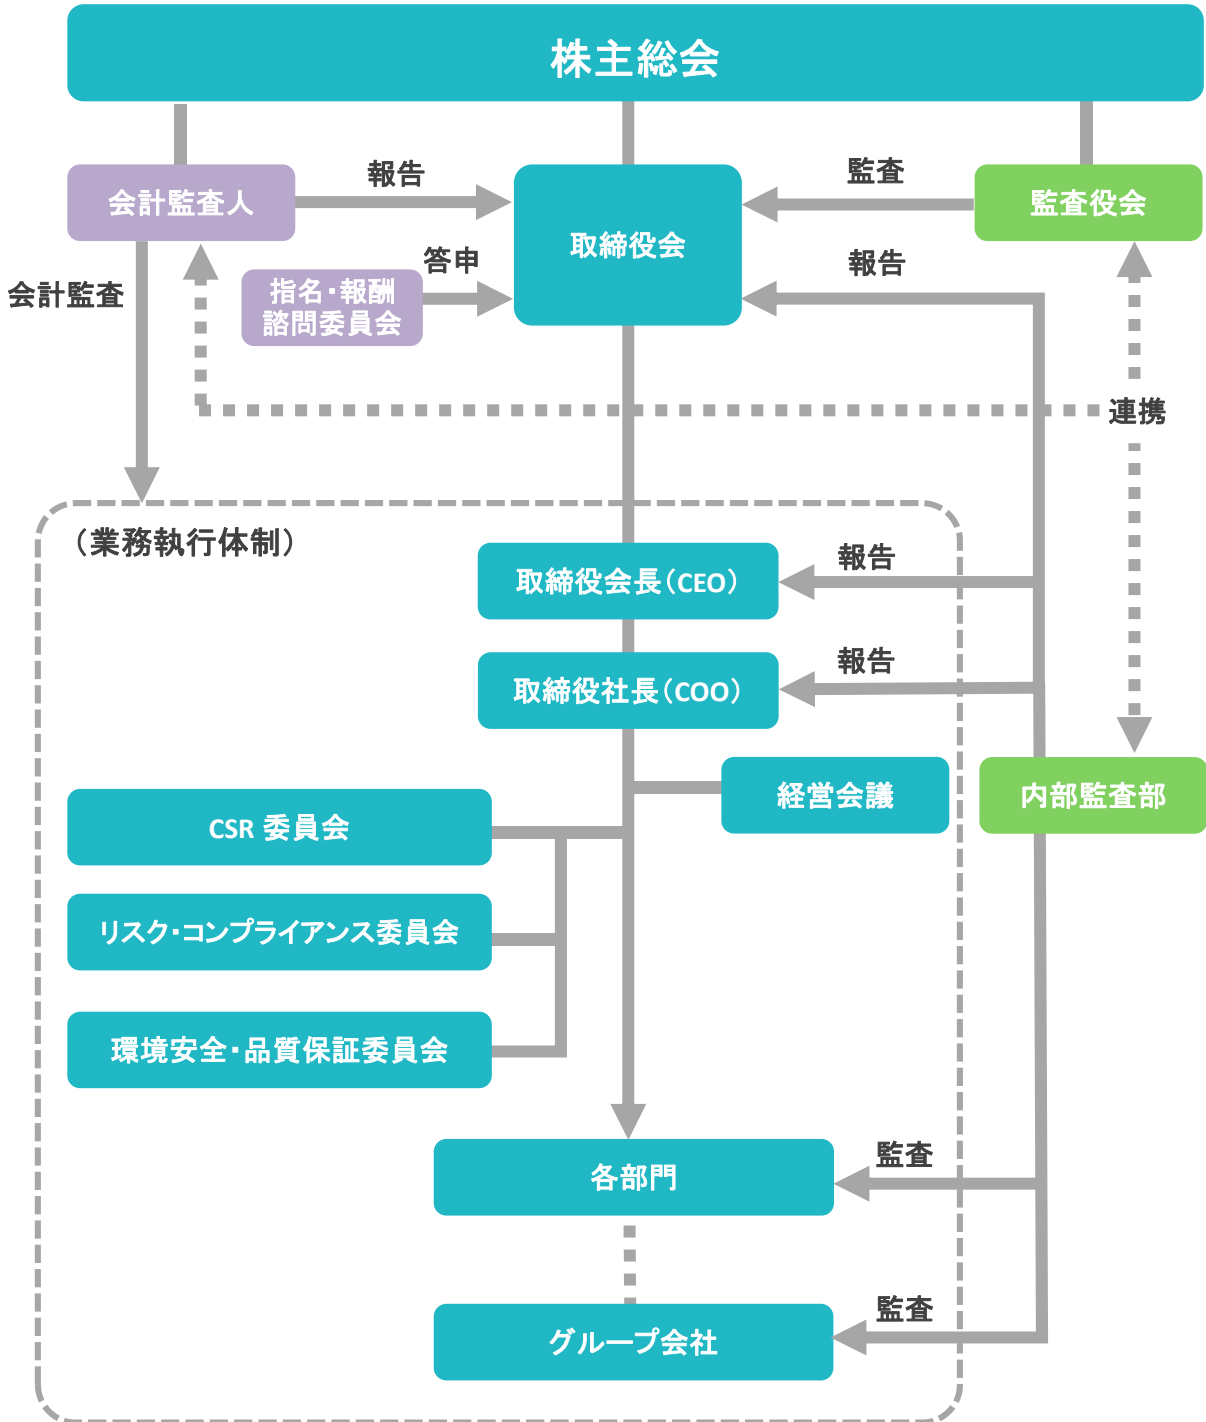 株主総会
会計監査人
報告
取締役会
監査
監査役会
答申
報告
会計監査
指名・報酬
諮問委員会
連携
（業務執行体制）
取締役会長（CEO）
報告
取締役社長（COO）
報告
経営会議
内部監査部
CSR 委員会
リスク・コンプライアンス委員会
環境安全・品質保証委員会
各部門
監査
グループ会社
監査